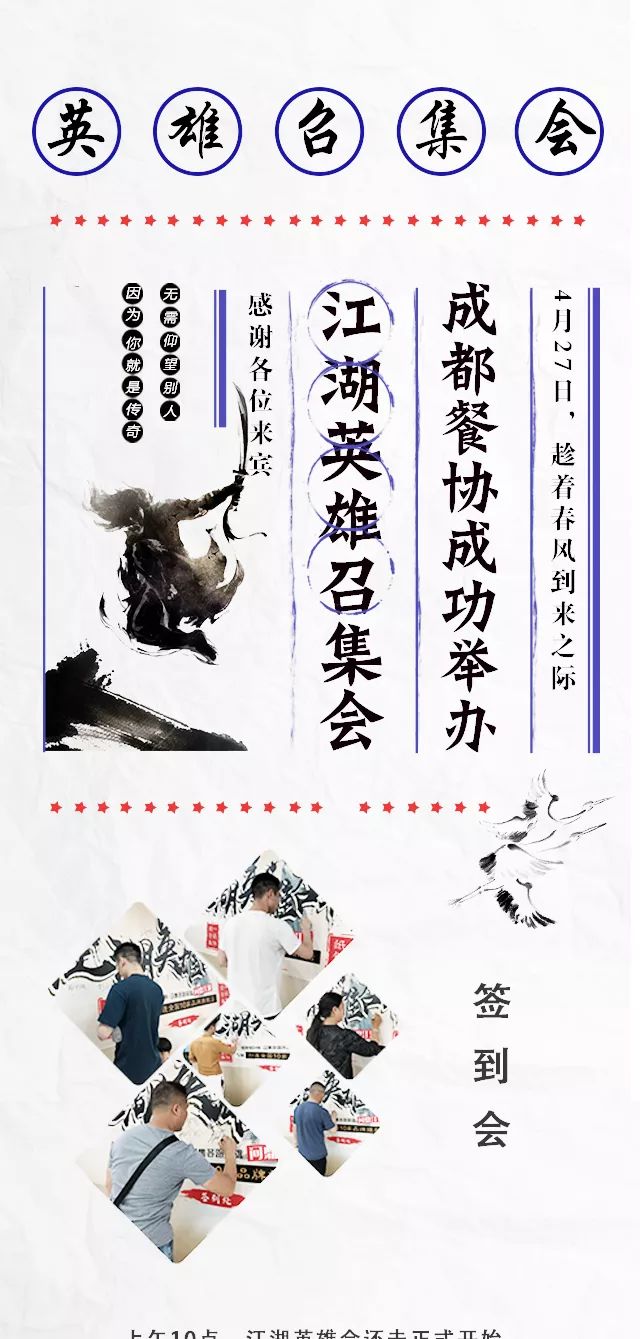 英雄召集会
4月27日，趁着春风到来之际
成都餐协成功举办
江湖英雄召集会
感谢各位来宾
无需仰望别人
因为你就是传奇
签到会
签到处
上午10点，江湖英雄会还未正式开始